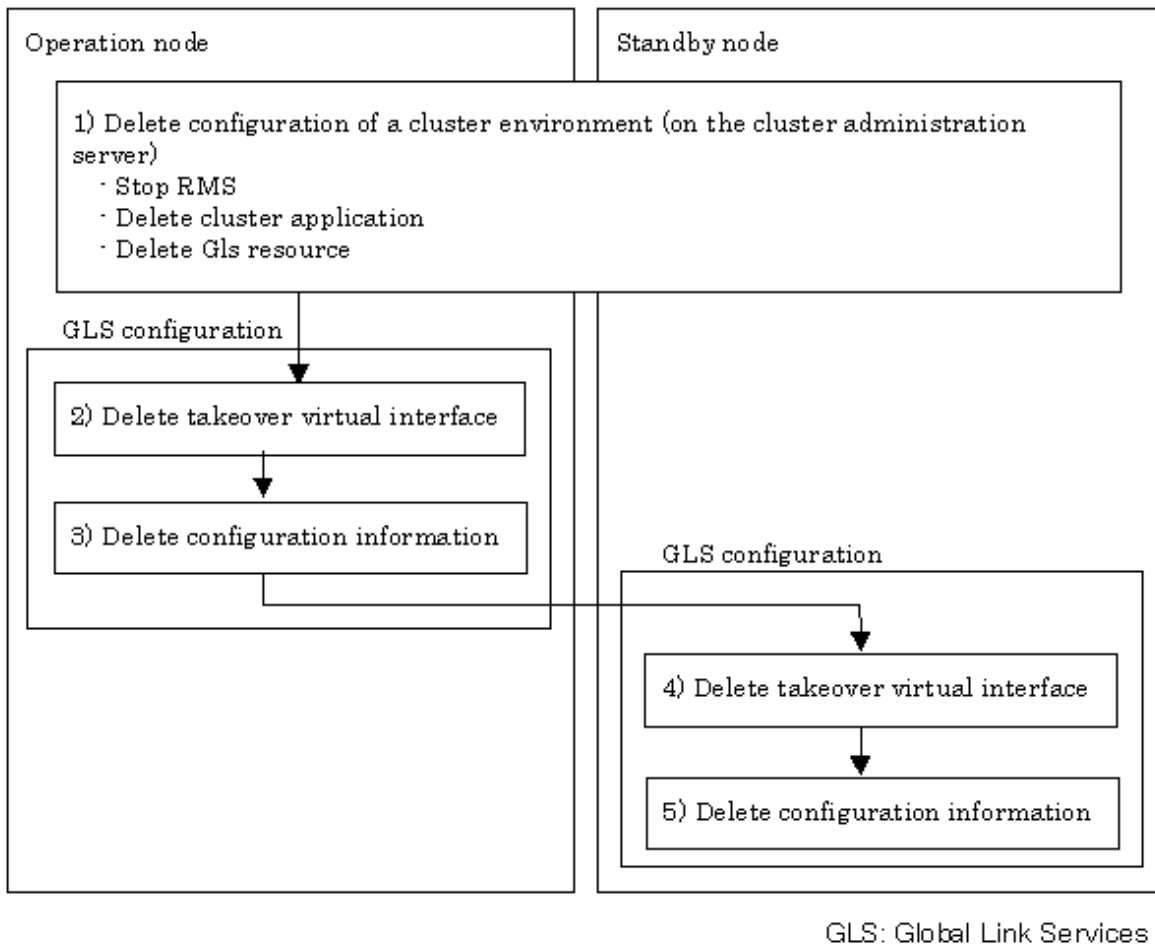 Operation node
Standby node
1) Delete configuration of a cluster environment (on the cluster administration
server)
- Stop RMS
- Delete cluster application
- Delete Gls resource
GLS configuration
2) Delete takeover virtual interface
3) Delete configuration information
GLS configuration
4) Delete takeover virtual interface
5) Delete configuration information
GLS: Global Link Services